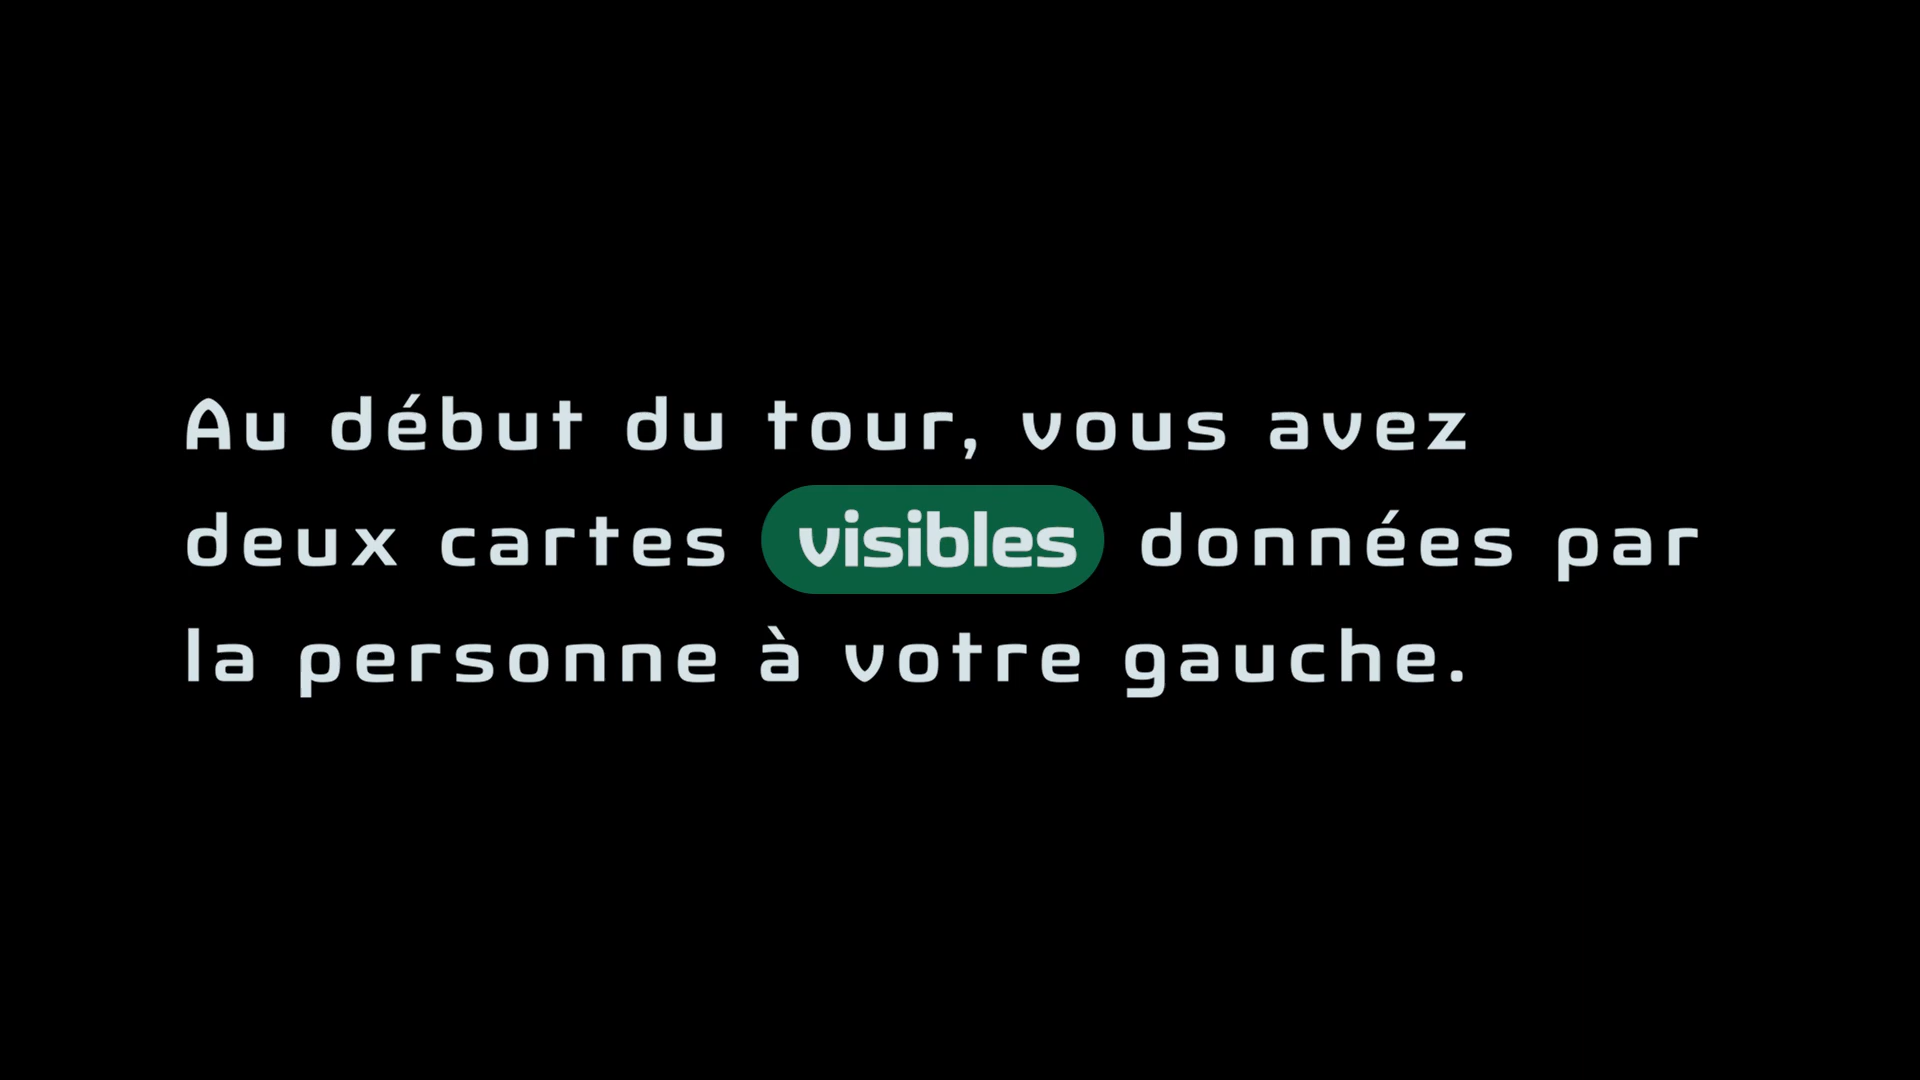 Au début du tour, vous avez
deux cartes visibles données par
la personne à votre gauche.